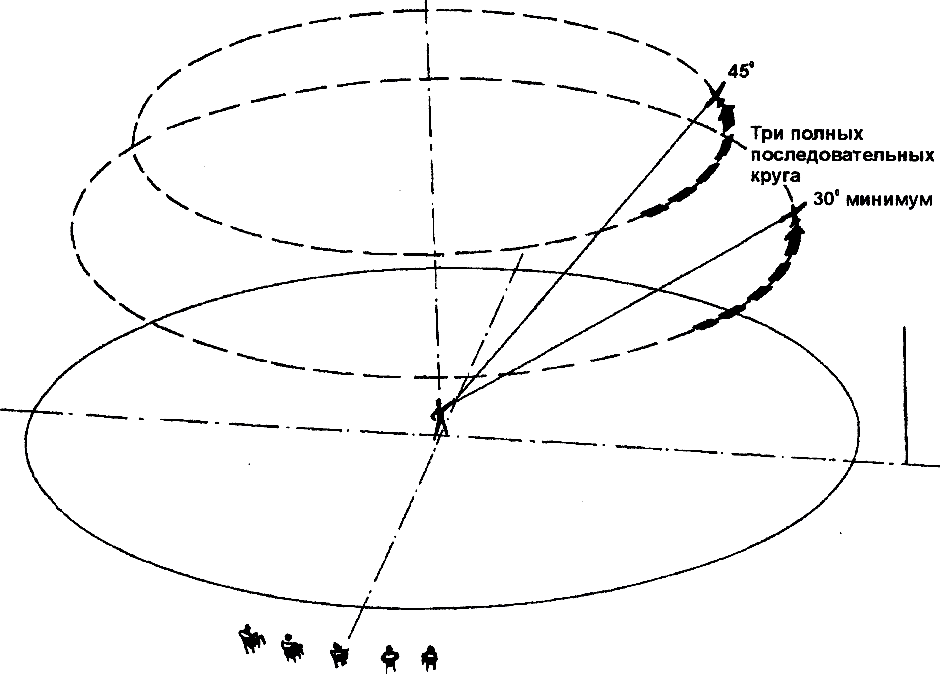 45°
Три полных
последовательных
круга
30° минимум